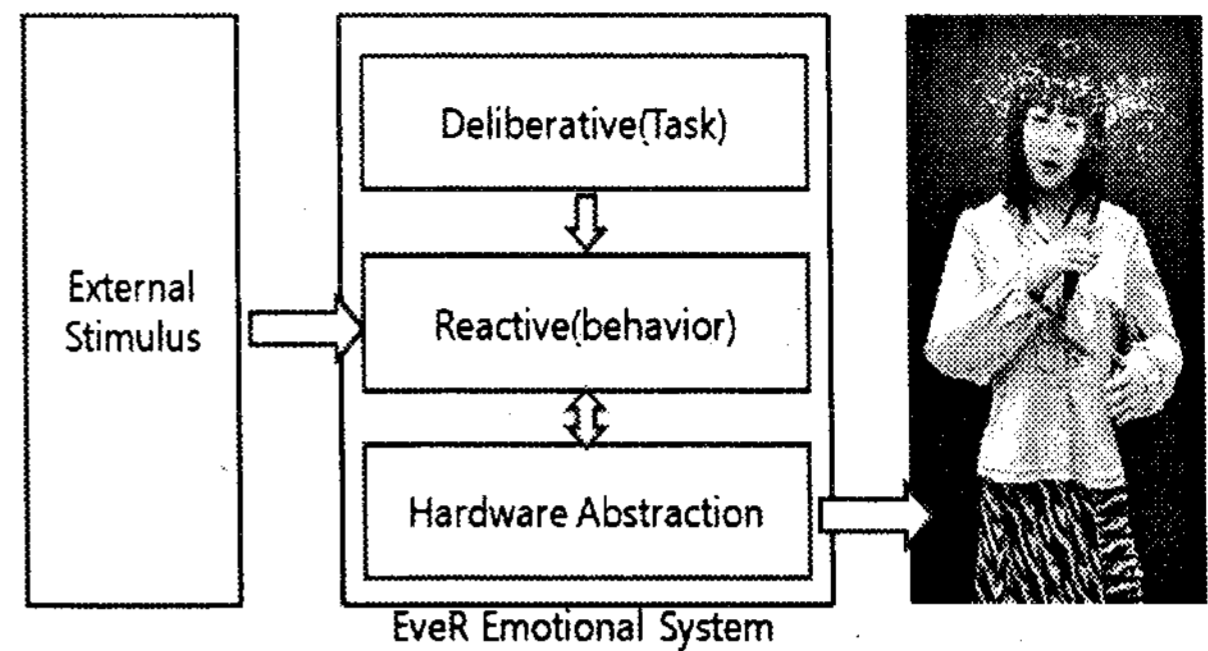 Deliberative(Task)
External
Stimulus
Reactive(behavior)
Hardware Abstraction
EveR Emotional System